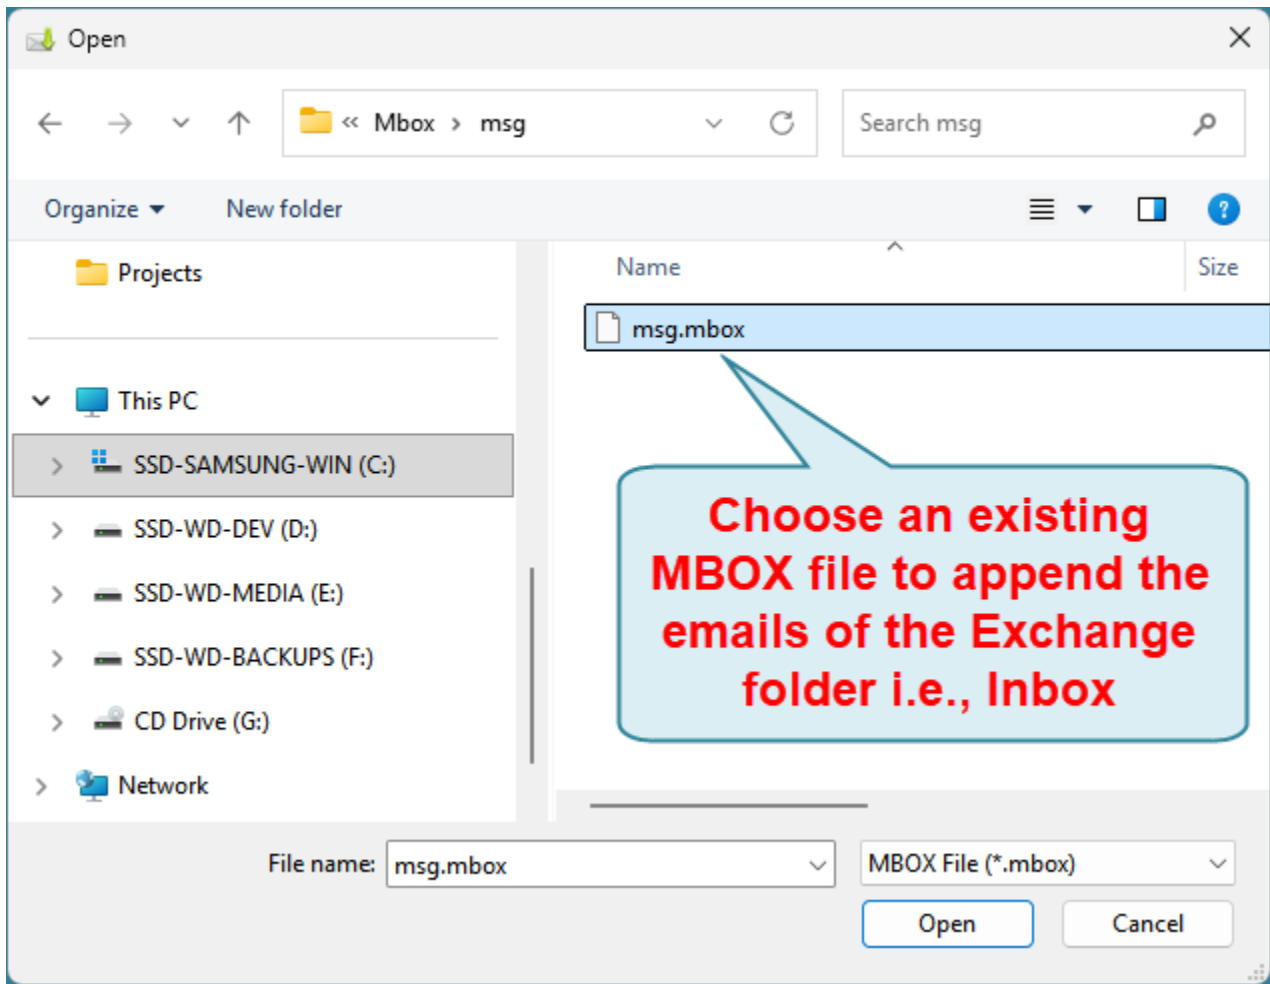 Open
« Mbox > msg
Search msg
Organize
New folder
?
Projects
Name
Size
msg.mbox
This PC
SSD-SAMSUNG-WIN (C:)
SSD-WD-DEV (D:)
SSD-WD-MEDIA (E:)
SSD-WD-BACKUPS (F:)
CD Drive (G:)
Network
Choose an existing
MBOX file to append the
emails of the Exchange
folder i.e., Inbox
File name: msg.mbox
MBOX File (*.mbox)
Open
Cancel